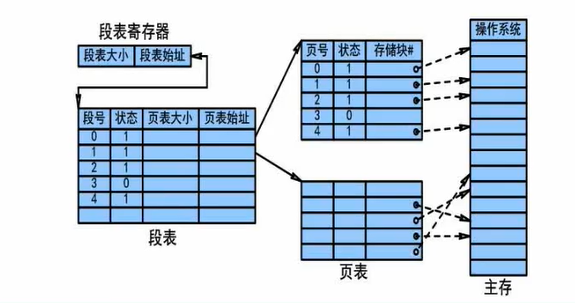 段表寄存器
段表大小 段表始址
段号 状态 页表大小 页表始址
0 1
1 1
2 1
3 0
4 1
段表
页号 状态 存储块#
0 1
1 1
2 1
3 0
4 1
页表
操作系统
主存